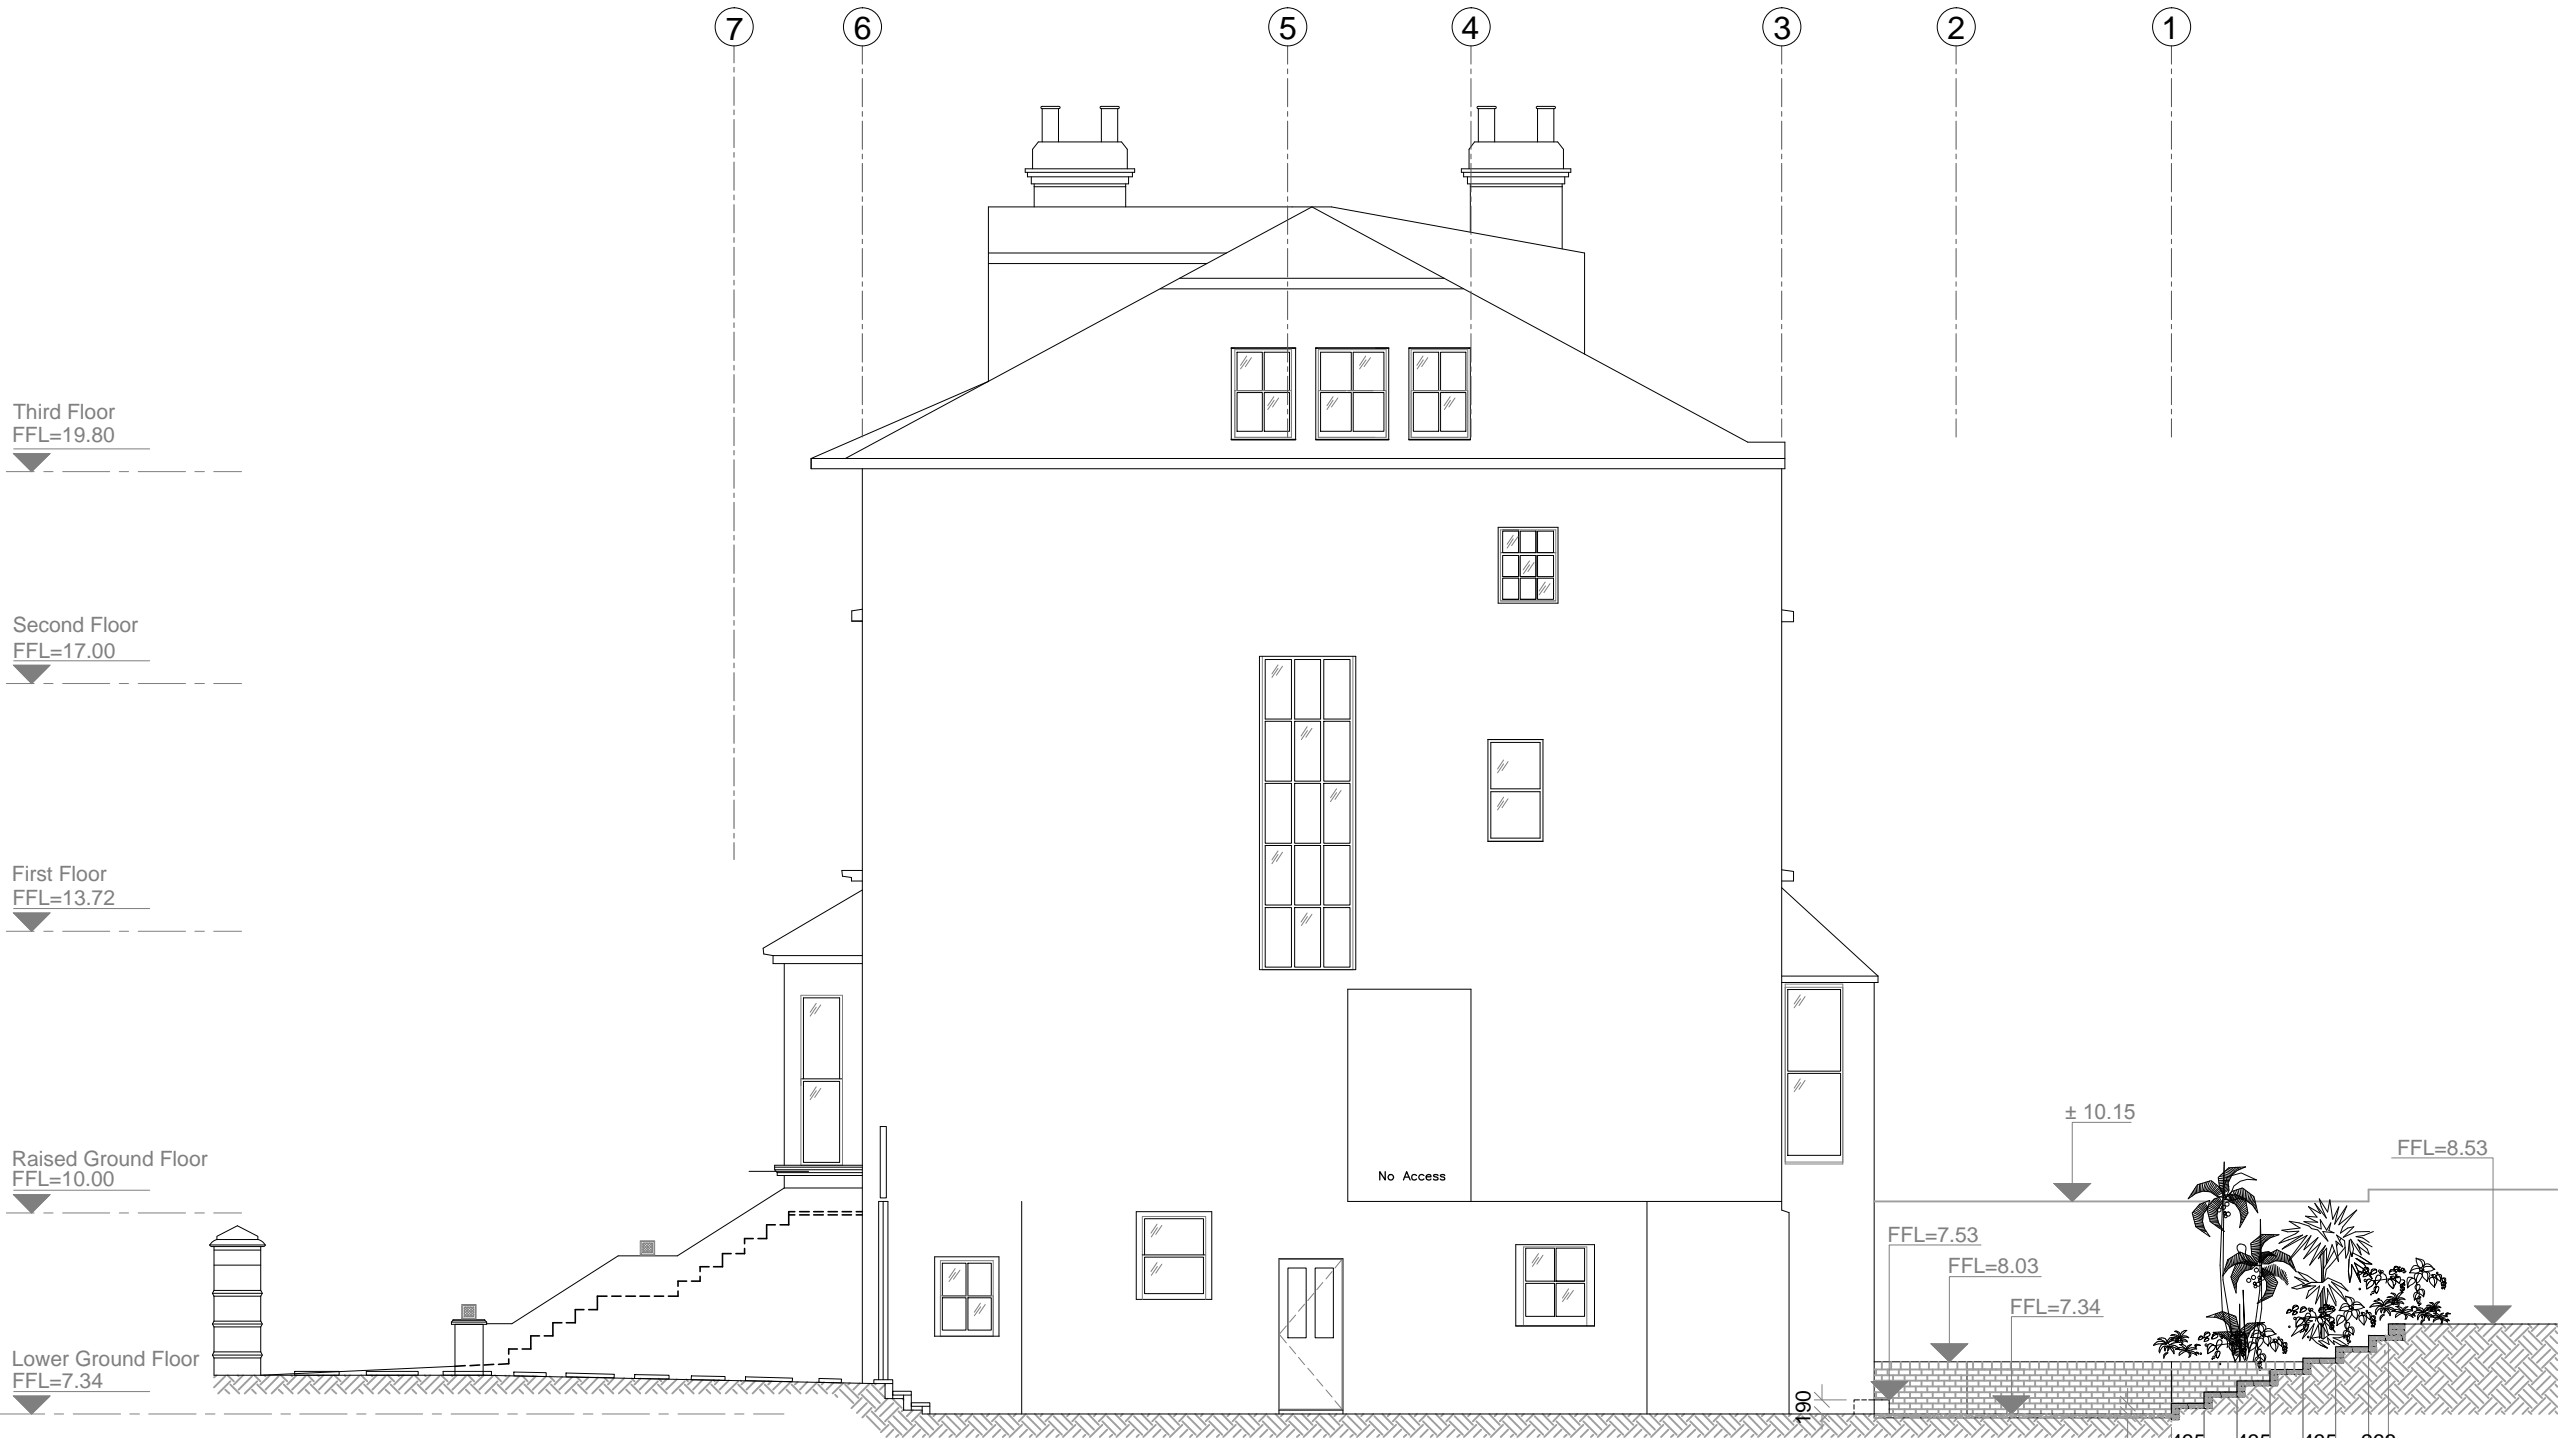 7 6 5 4 3 2 1
Third Floor
FFL=19.80
Second Floor
FFL=17.00
First Floor
FFL=13.72
± 10.15
FFL=8.53
Raised Ground Floor
FFL=10.00
No Access
FFL=7.53
FFL=8.03
FFL=7.34
Lower Ground Floor
FFL=7.34
190